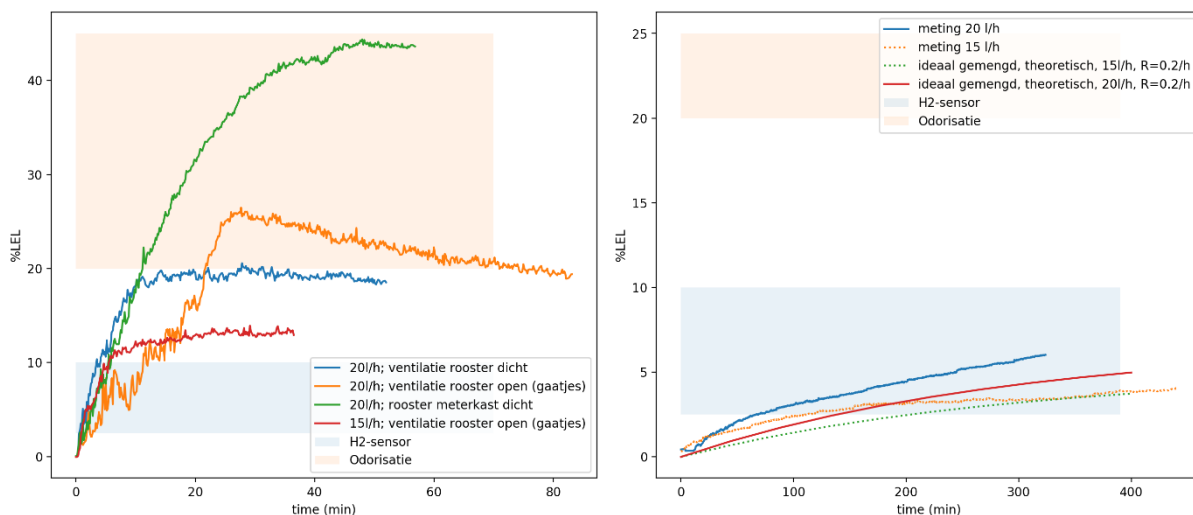 40
30
20
10
0
%LEL
0
20
40
60
80
time (min)
20l/h; ventilatie rooster dicht
20l/h; ventilatie rooster open (gaatjes)
20l/h; rooster meterkast dicht
15l/h; ventilatie rooster open (gaatjes)
H2-sensor
Odorisatie
25
20
15
10
5
0
%LEL
0
100
200
300
400
time (min)
meting 20 l/h
meting 15 l/h
ideaal gemengd, theoretisch, 15l/h, R=0.2/h
ideaal gemengd, theoretisch, 20l/h, R=0.2/h
H2-sensor
Odorisatie